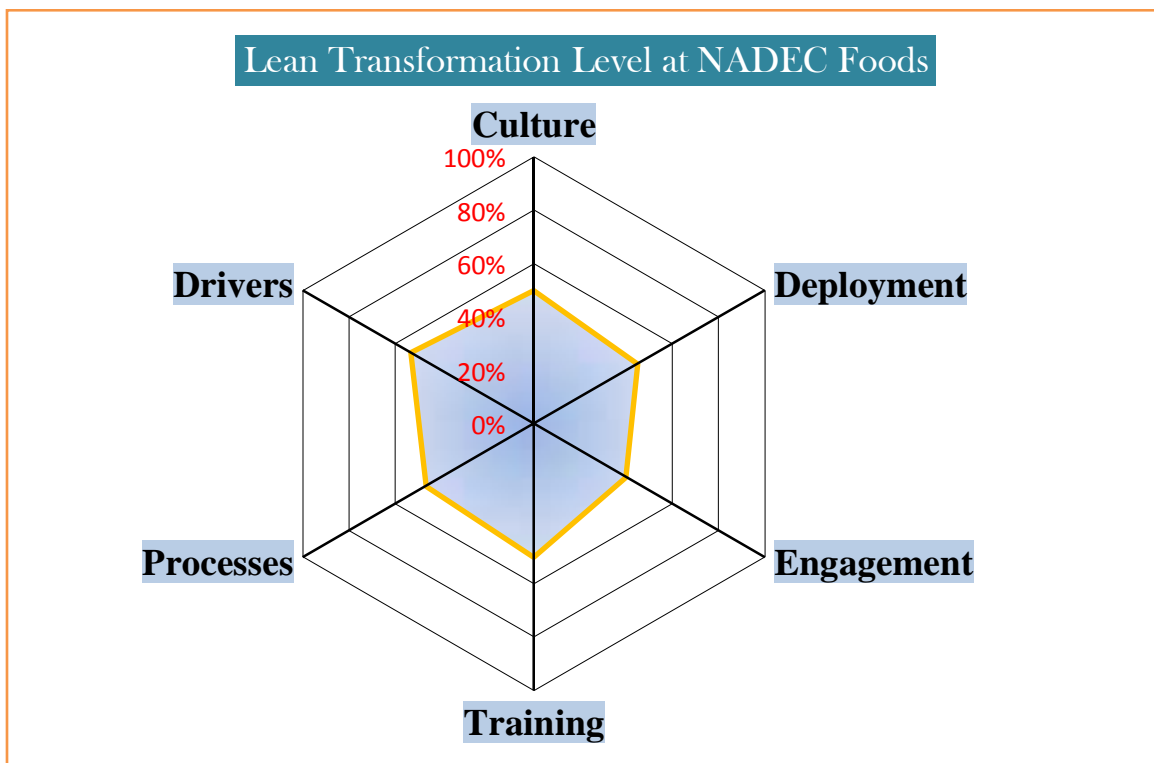 Lean Transformation Level at NADEC Foods
Culture
100%
80%
60%
40%
20%
0%
Drivers
Deployment
Processes
Engagement
Training